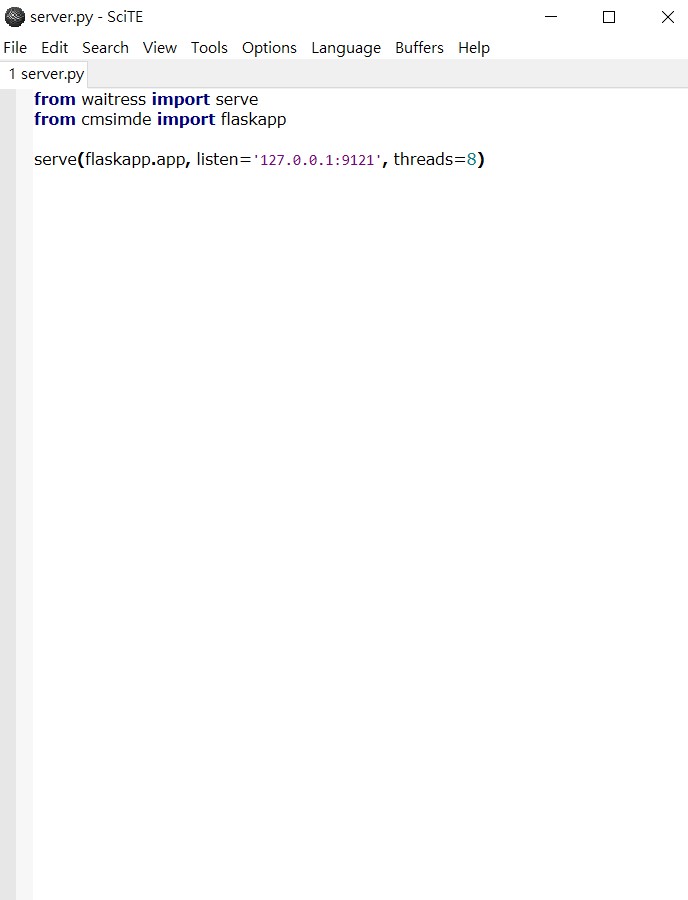 server.py - SciTE
File Edit Search View Tools Options Language Buffers Help
1 server.py
from waitress import serve
from cmsimde import flaskapp
serve(flaskapp.app, listen='127.0.0.1:9121', threads=8)